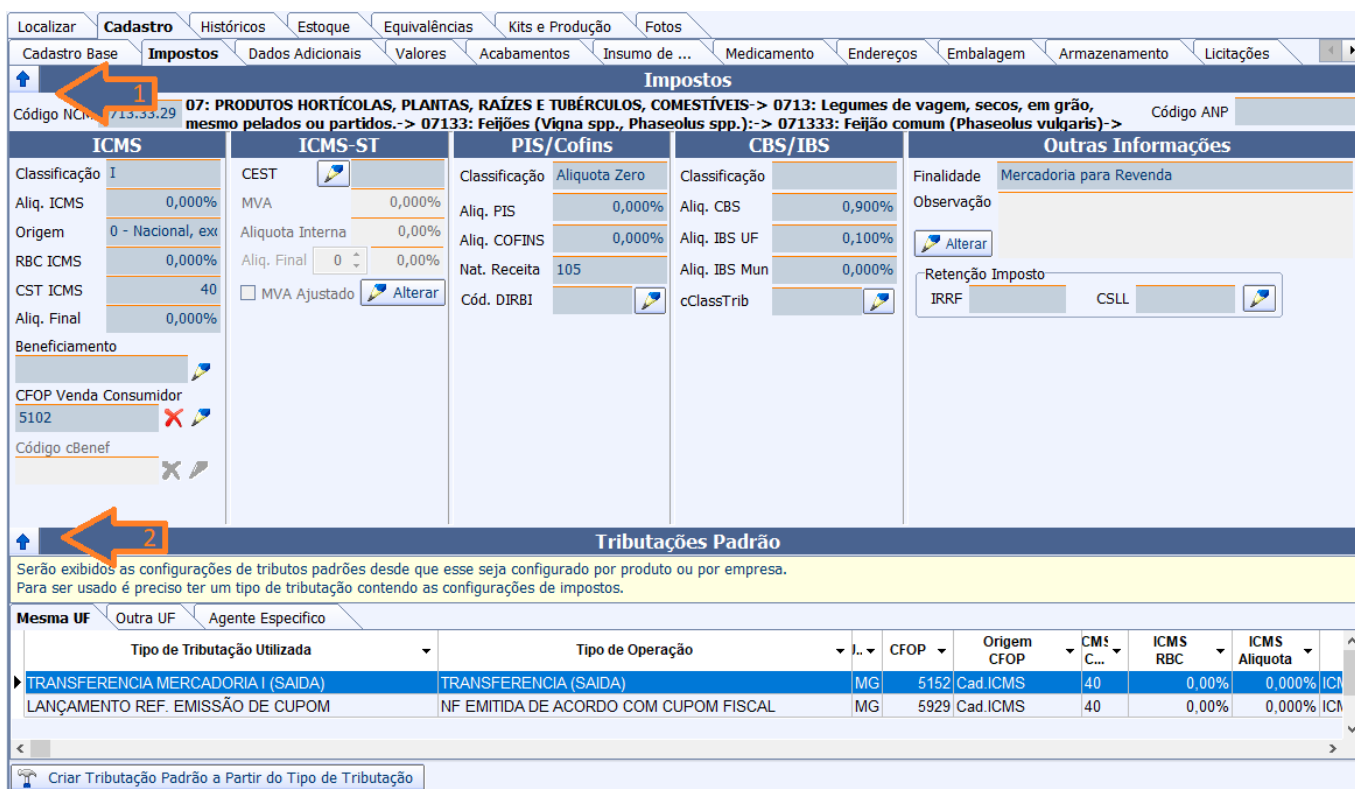 Localizar Cadastro Históricos Estoque Equivalências Kits e Produção Fotos
Cadastro Base Impostos Dados Adicionais Valores Acabamentos Insumo de ... Medicamento Endereços Embalagem Armazenamento Licitações
Impostos
1
Código NCM 0713.33.29 07: PRODUTOS HORTÍCOLAS, PLANTAS, RAÍZES E TUBÉRCULOS, COMESTÍVEIS-> 0713: Legumes de vagem, secos, em grão, Código ANP
mesmo pelados ou partidos.-> 07133: Feijões (Vigna spp., Phaseolus spp.):-> 071333: Feijão comum (Phaseolus vulgaris)->
ICMS ICMS-ST PIS/Cofins CBS/IBS Outras Informações
Classificação I CEST Classificação Aliquota Zero Classificação Finalidade Mercadoria para Revenda
Aliq. ICMS 0,000% MVA 0,000% Aliq. PIS 0,000% Aliq. CBS 0,900% Observação
Origem 0 - Nacional, exc Aliquota Interna 0,00% Aliq. COFINS 0,000% Aliq. IBS UF 0,100% Alterar
RBC ICMS 0,000% Aliq. Final 0 0,00% Nat. Receita 105 Aliq. IBS Mun 0,000% Retenção Imposto
CST ICMS 40 MVA Ajustado Alterar Cód. DIRBI cClassTrib IRRF CSLL
Aliq. Final 0,000%
Beneficiamento
CFOP Venda Consumidor
5102
Código cBenef
2
Tributações Padrão
Serão exibidos as configurações de tributos padrões desde que esse seja configurado por produto ou por empresa.
Para ser usado é preciso ter um tipo de tributação contendo as configurações de impostos.
Mesma UF Outra UF Agente Especifico
Tipo de Tributação Utilizada Tipo de Operação CFOP Origem CFOP C... ICMS RBC ICMS Aliquota
TRANSFERENCIA MERCADORIA I (SAIDA) TRANSFERENCIA (SAIDA) MG 5152 Cad.ICMS 40 0,00% 0,000%
LANÇAMENTO REF. EMISSÃO DE CUPOM NF EMITIDA DE ACORDO COM CUPOM FISCAL MG 5929 Cad.ICMS 40 0,00% 0,000%
Criar Tributação Padrão a Partir do Tipo de Tributação